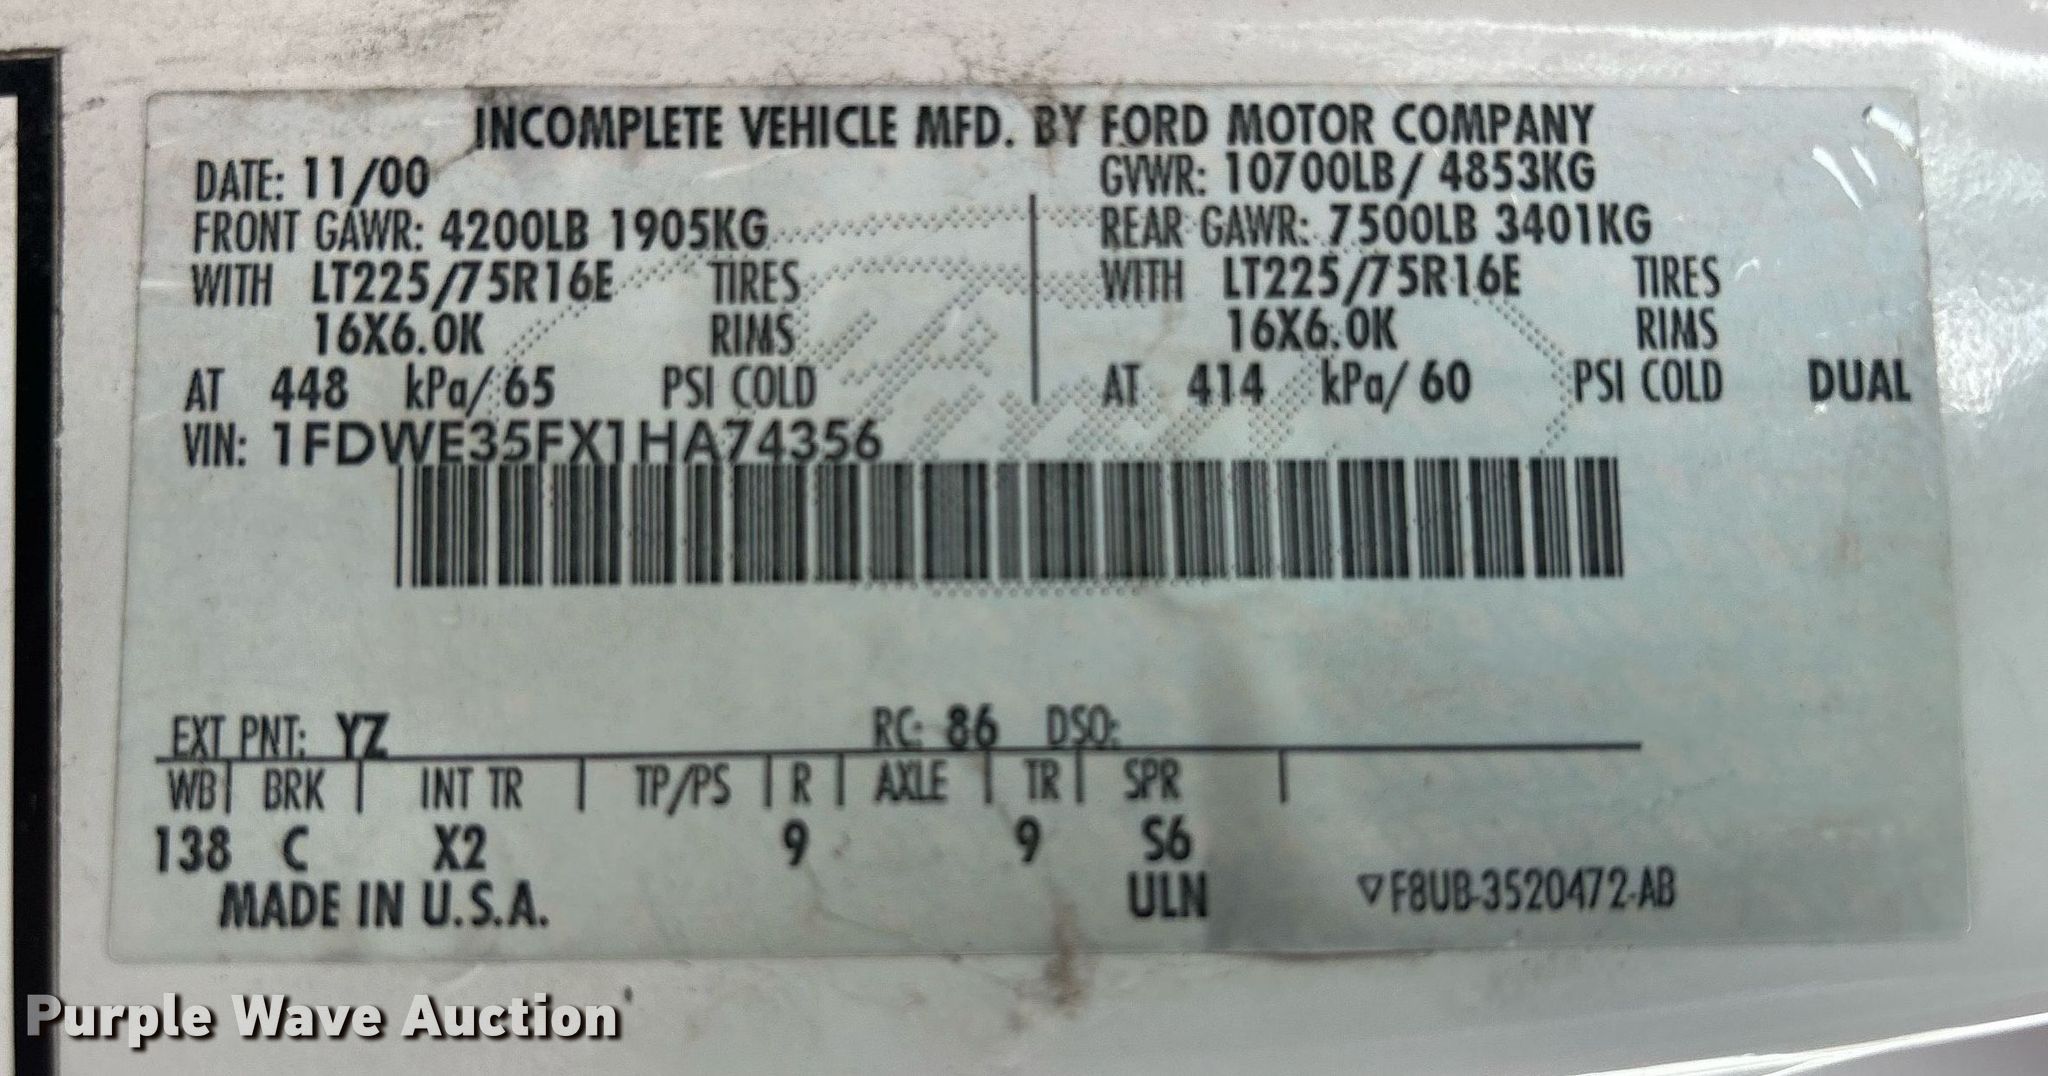 INCOMPLETE VEHICLE MFD. BY FORD MOTOR COMPANY
DATE: 11/00 GVWR: 10700LB/ 4853KG
FRONT GAWR: 4200LB 1905KG REAR GAWR: 7500LB 3401KG
WITH LT225/75R16E TIRES WITH LT225/75R16E TIRES
16X6.0K RIMS 16X6.0K RIMS
AT 448 kPa/ 65 PSI COLD AT 414 kPa/ 60 PSI COLD DUAL
VIN: 1FDWE35FX1HA74356
EXT PNT: YZ RC: 86 DSO:
WB BRK INT TR TP/PS R AXLE TR SPR
138 C X2 9 9 S6
MADE IN U.S.A. ULN ▽F8UB-3520472-AB
Purple Wave Auction